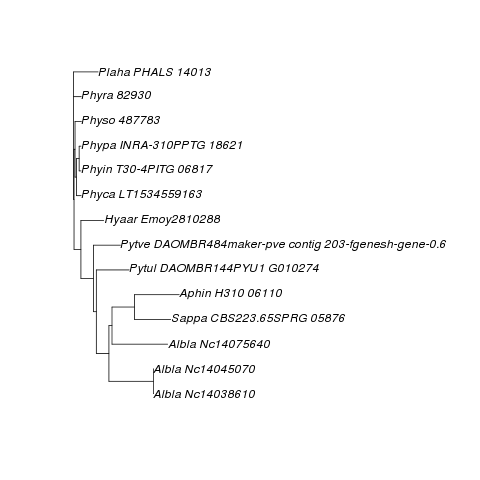 Plaha PHALS 14013
Phyra 82930
Physo 487783
Phypa INRA-310PPTG 18621
Phyin T30-4PITG 06817
Phyca LT1534559163
Hyaar Emoy2810288
Pytve DAOMBR484maker-pve contig 203-fgenesh-gene-0.6
Pytul DAOMBR144PYU1 G010274
Aphin H310 06110
Sappa CBS223.65SPRG 05876
Albla Nc14075640
Albla Nc14045070
Albla Nc14038610